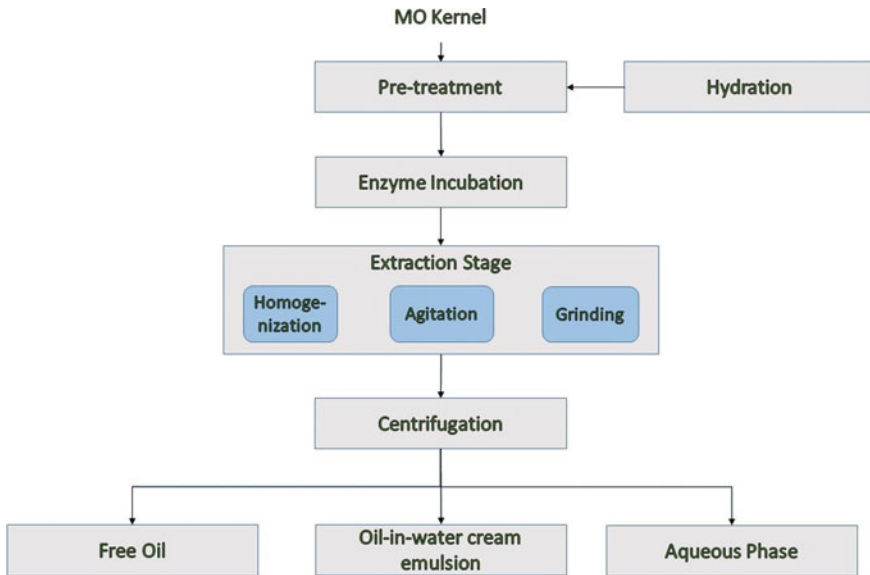 MO Kernel
Pre-treatment
Hydration
Enzyme Incubation
Extraction Stage
Homoge-
nization
Agitation
Grinding
Centrifugation
Free Oil
Oil-in-water cream
emulsion
Aqueous Phase